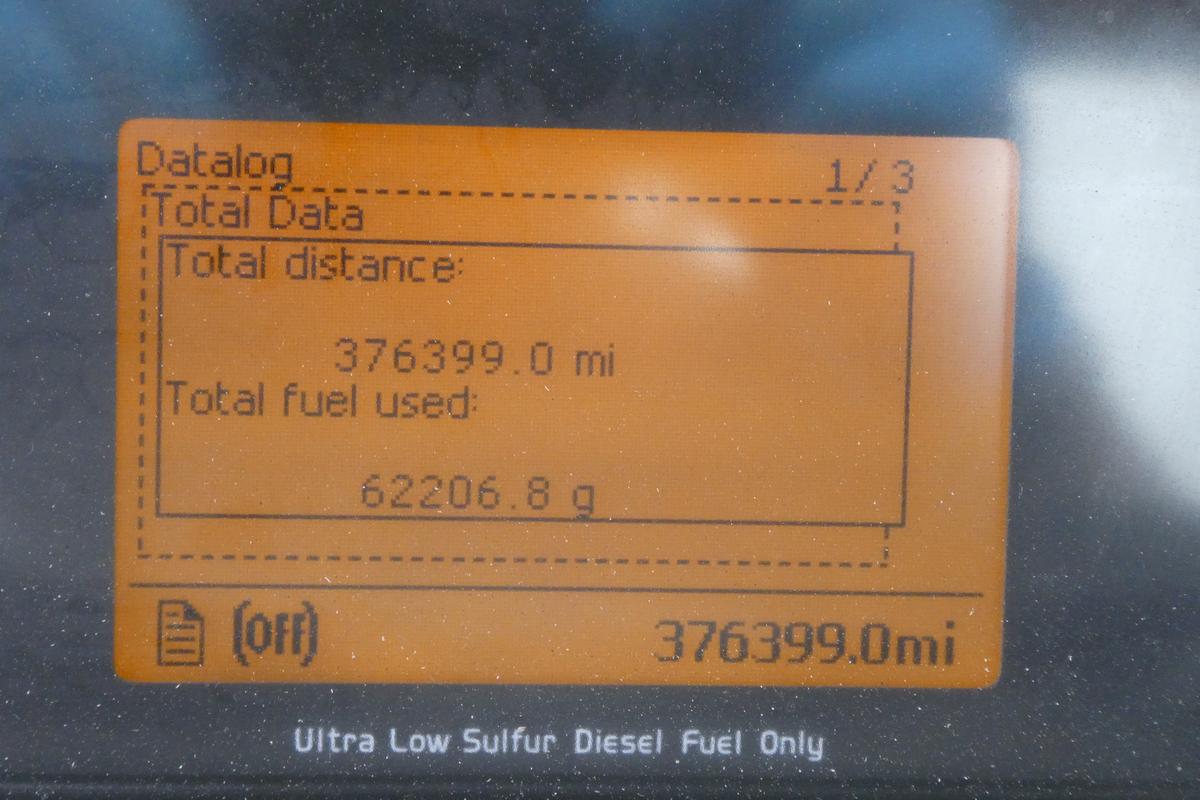 Datalog
1/ 3
Total Data
Total distance:
376399.0 mi
Total fuel used:
62206.8 g
(Off)
376399.0mi
Ultra Low Sulfur Diesel Fuel Only